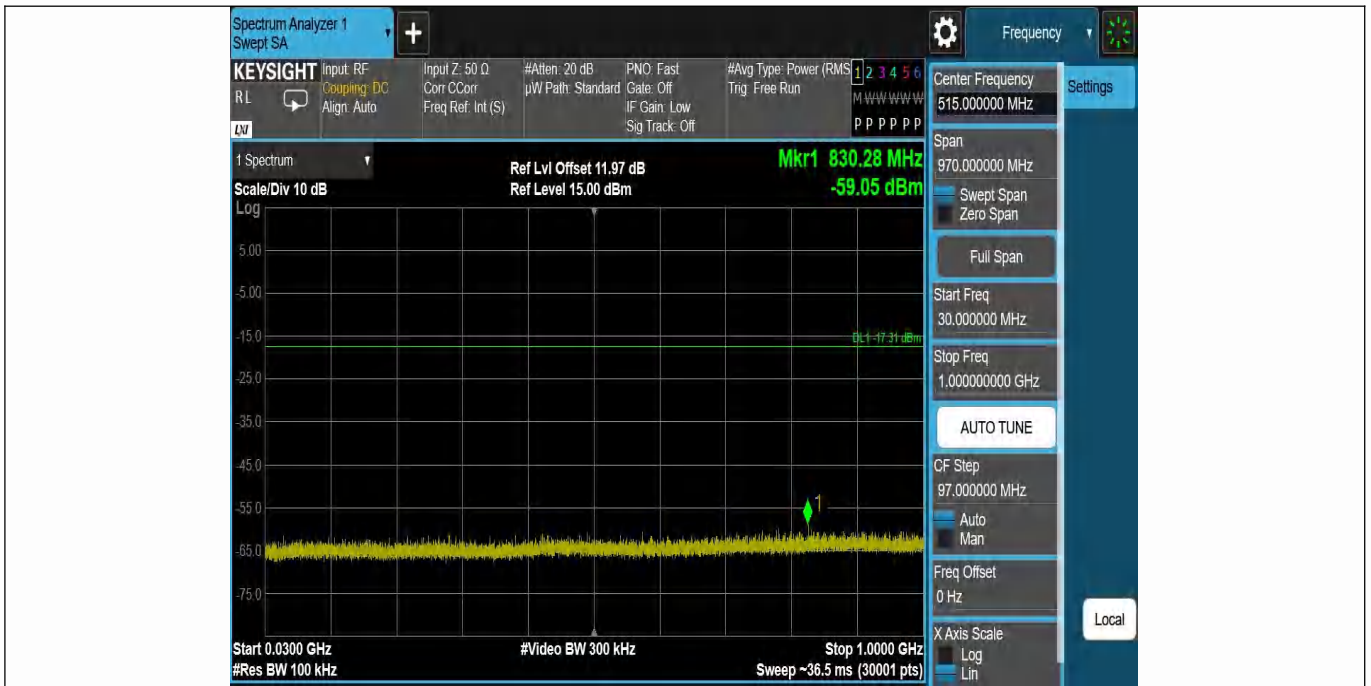 Spectrum Analyzer 1
Swept SA
+
Frequency
KEYSIGHT
RL
LXI
Input: RF
Coupling: DC
Align: Auto
Input Z: 50 Ω
Corr CCorr
Freq Ref: Int (S)
#Atten: 20 dB
µW Path: Standard
PNO: Fast
Gate: Off
IF Gain: Low
Sig Track: Off
#Avg Type: Power (RMS
Trig: Free Run
1 2 3 4 5 6
M W W W W W
P P P P P P
1 Spectrum
Scale/Div 10 dB
Log
Ref Lvl Offset 11.97 dB
Ref Level 15.00 dBm
Mkr1 830.28 MHz
-59.05 dBm
5.00
-5.00
-15.0
DL1 -17.31 dBm
-25.0
-35.0
-45.0
-55.0
1
-65.0
-75.0
Start 0.0300 GHz
#Res BW 100 kHz
#Video BW 300 kHz
Stop 1.0000 GHz
Sweep ~36.5 ms (30001 pts)
Center Frequency
515.000000 MHz
Settings
Span
970.000000 MHz
Swept Span
Zero Span
Full Span
Start Freq
30.000000 MHz
Stop Freq
1.000000000 GHz
AUTO TUNE
CF Step
97.000000 MHz
Auto
Man
Freq Offset
0 Hz
X Axis Scale
Log
Lin
Local